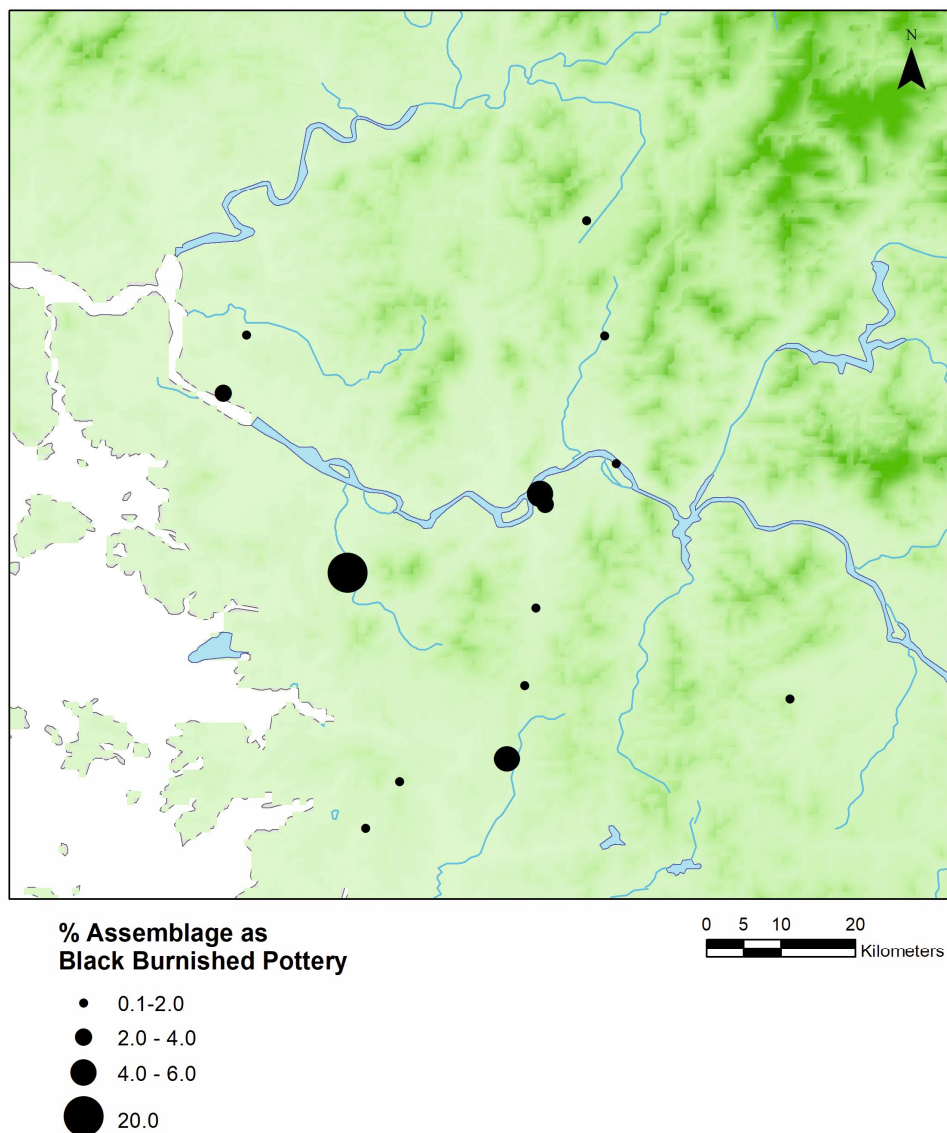 N
% Assemblage as
Black Burnished Pottery
0.1-2.0
2.0 - 4.0
4.0 - 6.0
20.0
0 5 10 20
Kilometers